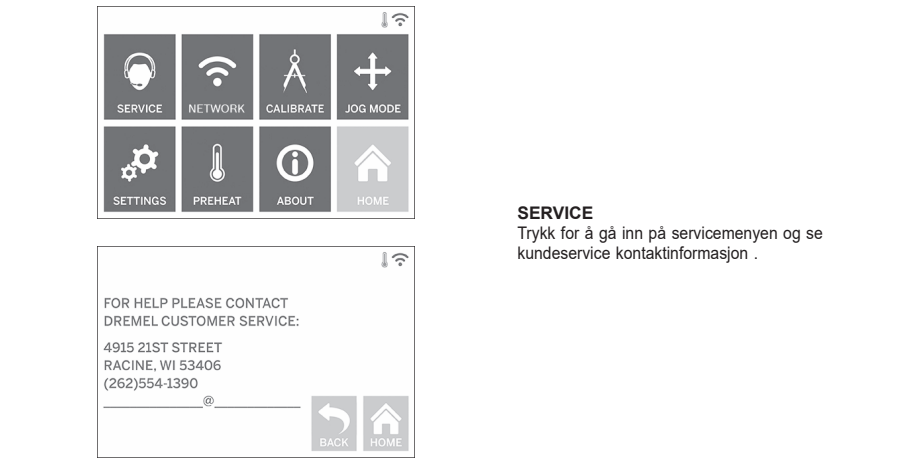 SERVICE
NETWORK
CALIBRATE
JOG MODE
SETTINGS
PREHEAT
ABOUT
HOME
FOR HELP PLEASE CONTACT
DREMEL CUSTOMER SERVICE:
4915 21ST STREET
RACINE, WI 53406
(262)554-1390
____________@____________
BACK
HOME
SERVICE
Trykk for å gå inn på servicemenyen og se
kundeservice kontaktinformasjon .